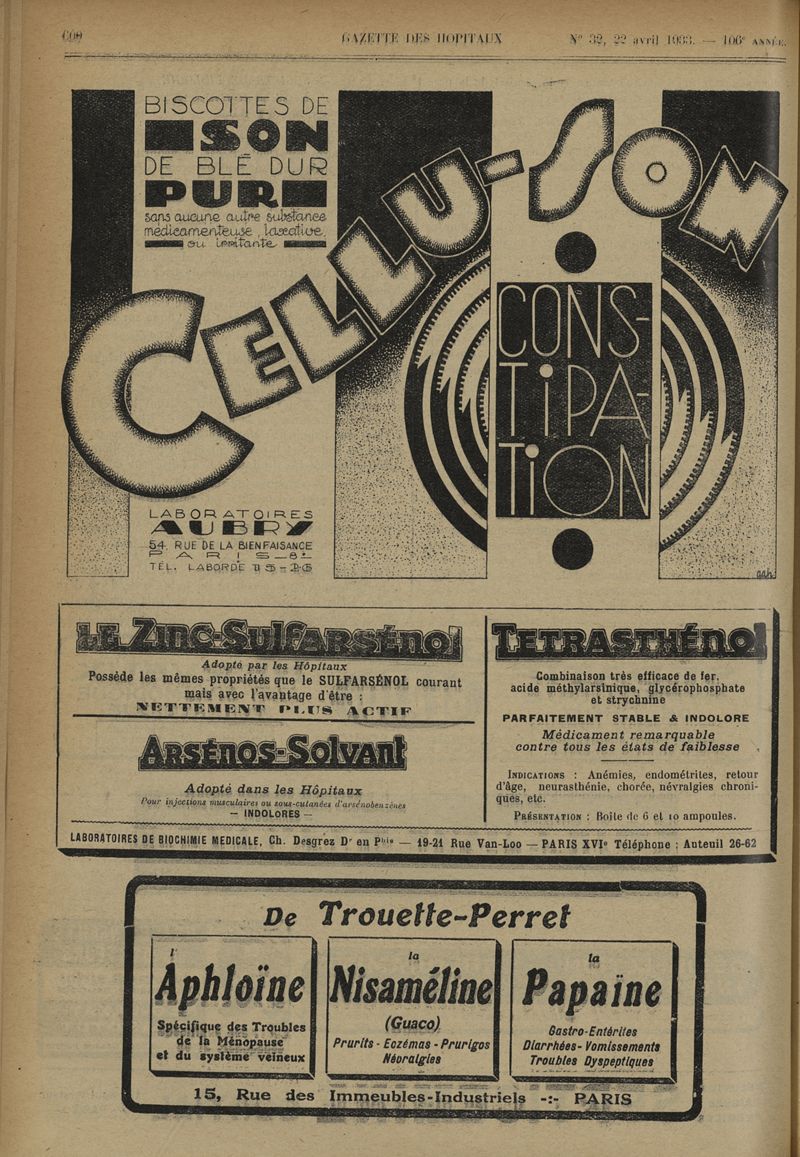 600
GAZETTE DES HOPITAUX
N° 32, 22 avril 1933. — 106e ANNÉE.
BISCOTTES DE
SON
DE BLÉ DUR
PUR
sans aucune autre substance
médicamenteuse, laxative,
ou irritante
CELLU-SON
CONS-
TIPA-
TION
LABORATOIRES
AUBRY
54 RUE DE LA BIENFAISANCE
PARIS_8e
TÉL. LABORDE 15-26
LE ZINC-SULFARSÉNOL
Adopté par les Hôpitaux
Possède les mêmes propriétés que le SULFARSÉNOL courant
mais avec l'avantage d'être :
NETTEMENT PLUS ACTIF
ARSÉNOS-SOLVANT
Adopté dans les Hôpitaux
Pour injections musculaires ou sous-cutanées d'arsénobenzènes
— INDOLORES —
TETRASTHÉNOL
Combinaison très efficace de fer,
acide méthylarsinique, glycérophosphate
et strychnine
PARFAITEMENT STABLE & INDOLORE
Médicament remarquable
contre tous les états de faiblesse
INDICATIONS : Anémies, endométrites, retour
d'âge, neurasthénie, chorée, névralgies chroni-
ques, etc.
PRÉSENTATION : Boîte de 6 et 10 ampoules.
LABORATOIRES DE BIOCHIMIE MEDICALE, Ch. Desgrez Dr en Phie — 19-21 Rue Van-Loo — PARIS XVIe Téléphone : Auteuil 26-62
De Trouette-Perret
l'
Aphloïne
Spécifique des Troubles
de la Ménopause
et du système veineux
la
Nisaméline
(Guaco)
Prurits - Eczémas - Prurigos
Névralgies
la
Papaïne
Gastro-Entérites
Diarrhées - Vomissements
Troubles Dyspeptiques
15, Rue des Immeubles-Industriels -:- PARIS